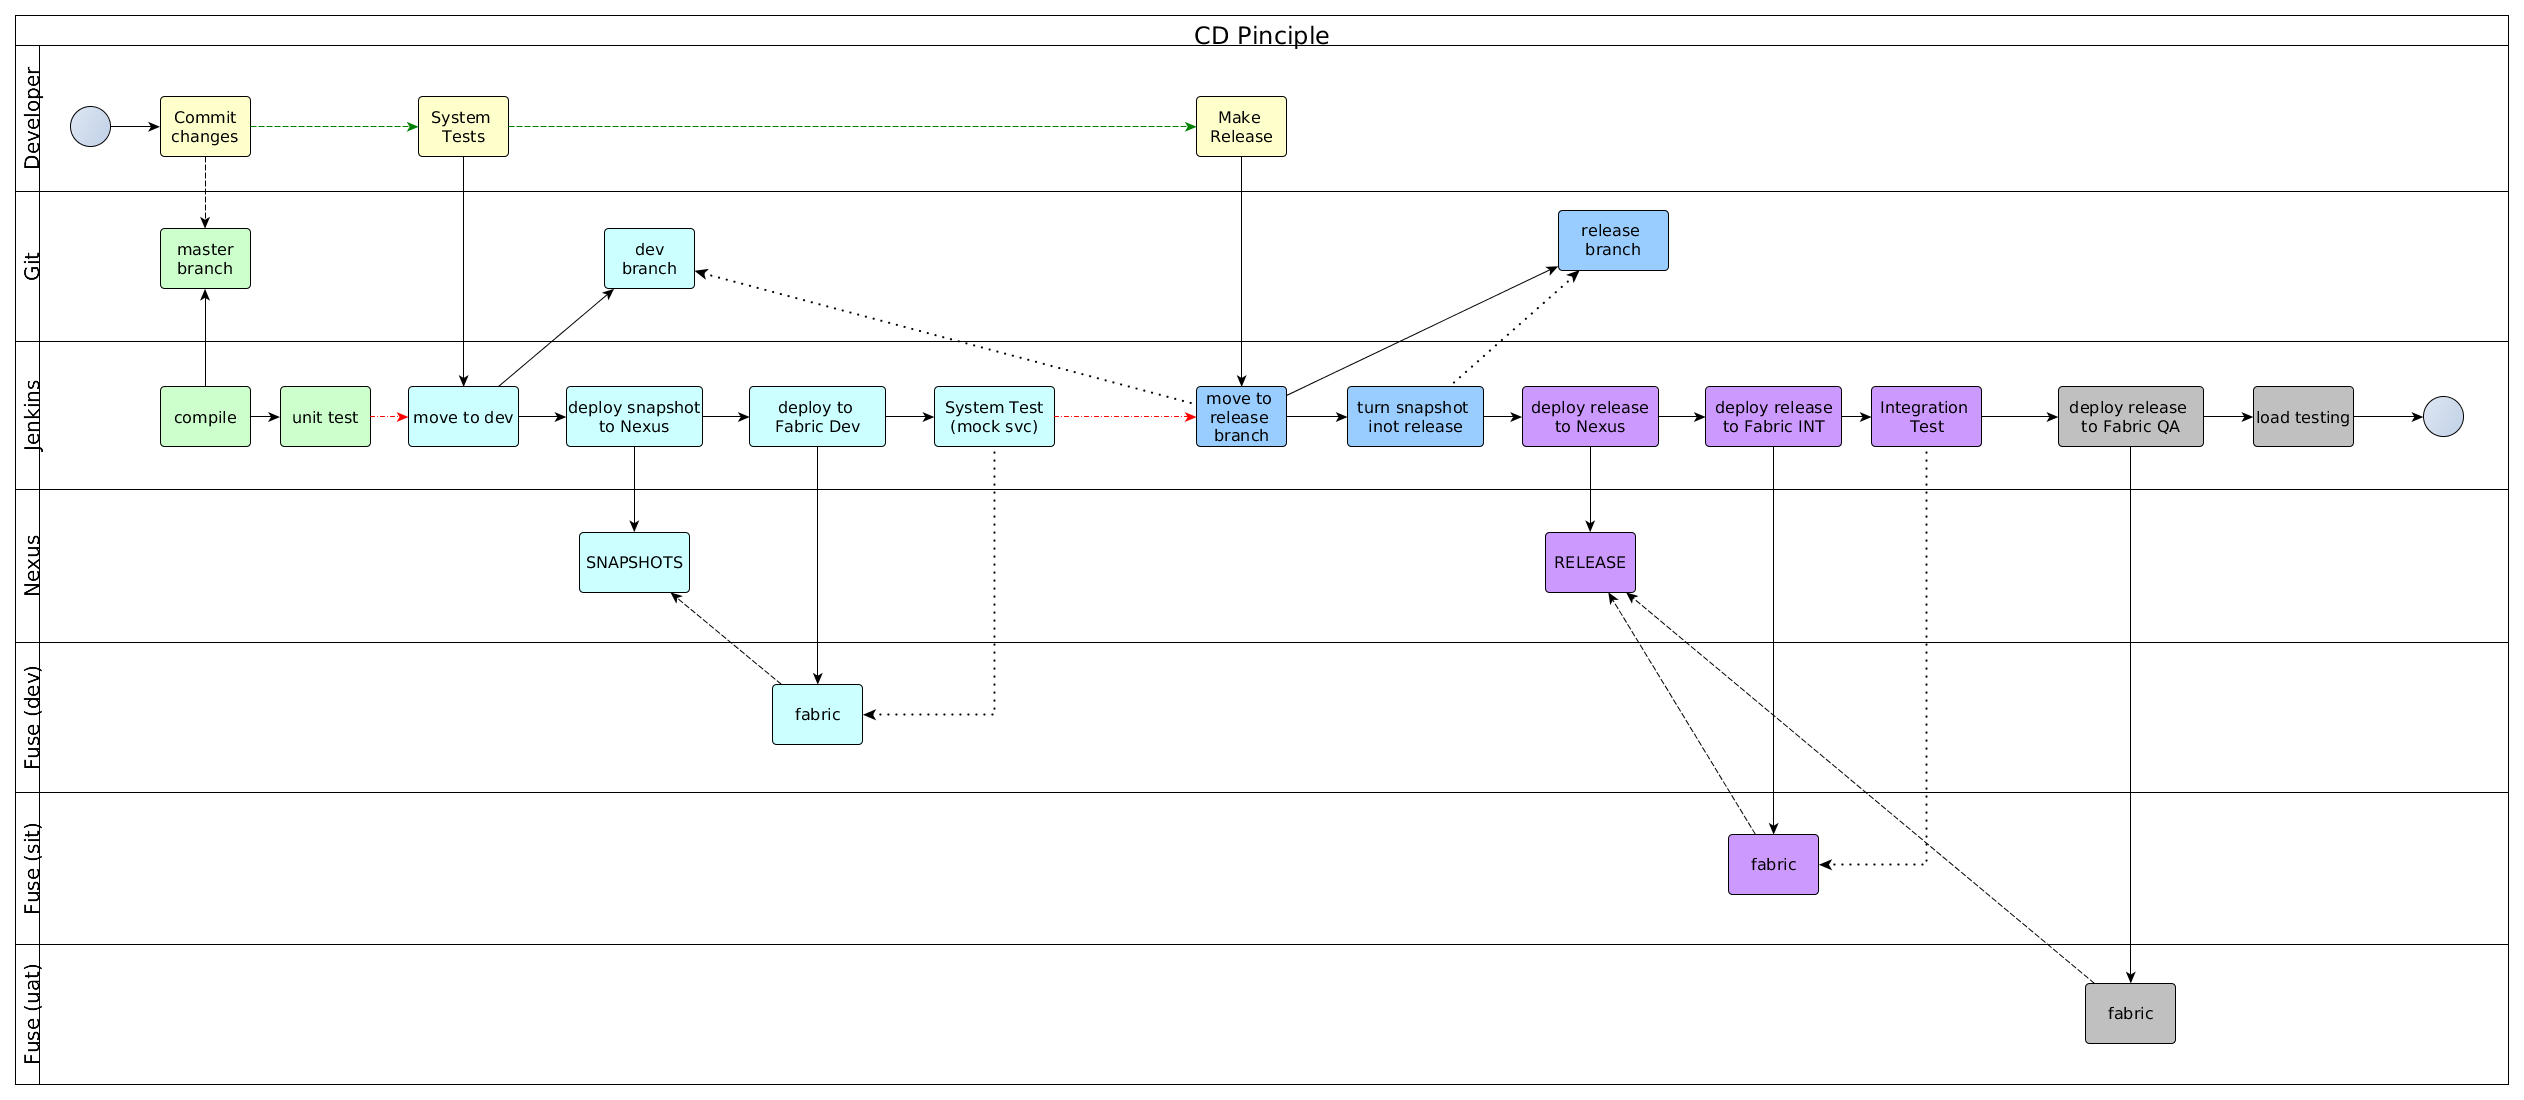 CD Pinciple
Developer
Commit
changes
System
Tests
Make
Release
Git
master
branch
dev
branch
release
branch
Jenkins
compile
unit test
move to dev
deploy snapshot
to Nexus
deploy to
Fabric Dev
System Test
(mock svc)
move to
release
branch
turn snapshot
inot release
deploy release
to Nexus
deploy release
to Fabric INT
Integration
Test
deploy release
to Fabric QA
load testing
Nexus
SNAPSHOTS
RELEASE
Fuse (dev)
fabric
Fuse (sit)
fabric
Fuse (uat)
fabric